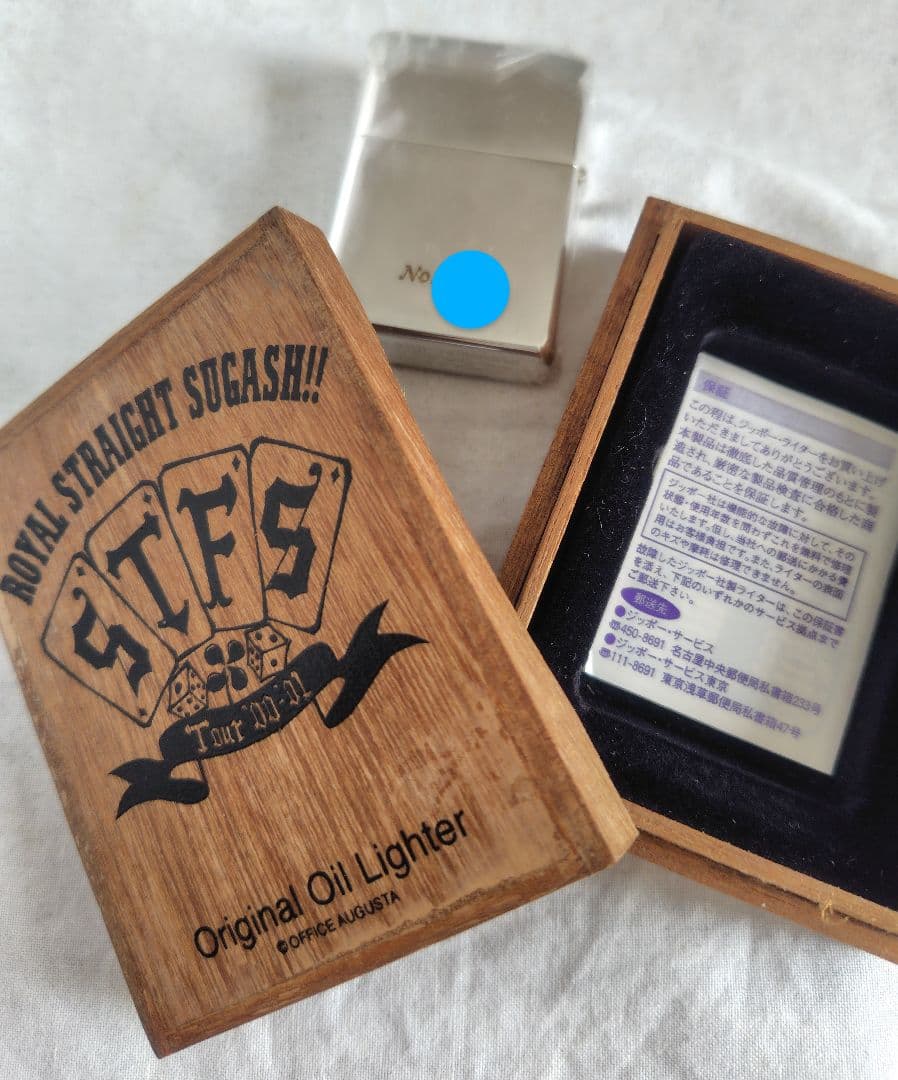 No
ROYAL STRAIGHT SUGASH!!
STFS
Tour '00-'01
Original Oil Lighter
©OFFICE AUGUSTA
保証
この程は、ジッポー・ライターをお買い上げ
いただきましてありがとうございます。
本製品は徹底した品質管理のもとに製
造され、厳密な製品検査に合格した商
品であることを保証します。
ジッポー社は機能的な故障に対して、その
状態・使用年数を問わずこれを無料で修理
いたします。但し、当社への郵送にかかる費
用はお客様負担です。また、ライターの表面
のキズや摩耗は修理できません。
故障したジッポー社製ライターは、この保証書
を添え、下記のいずれかのサービス拠点まで
ご郵送下さい。
郵送先
●ジッポー・サービス
〠450-8691 名古屋中央郵便局私書箱233号
●ジッポー・サービス東京
〠111-8691 東京浅草郵便局私書箱47号